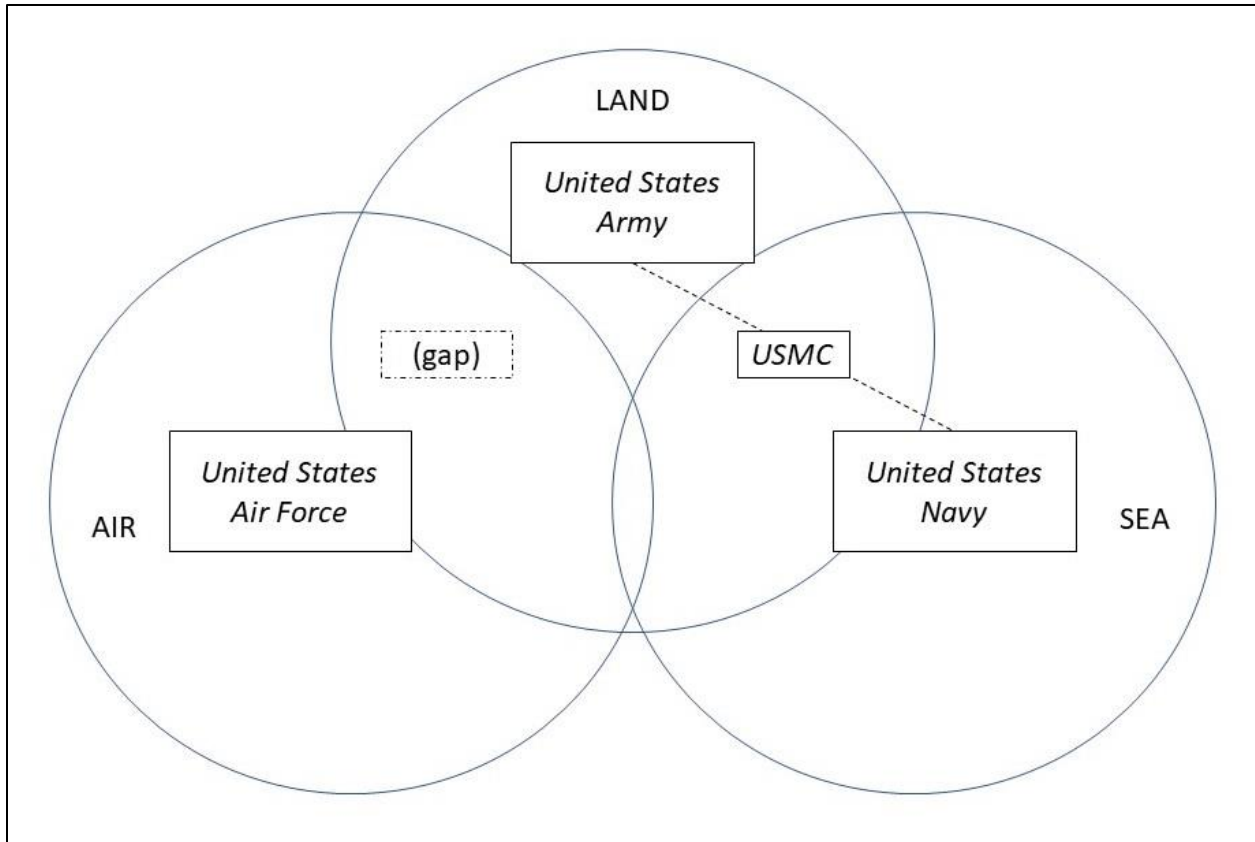 LAND
United States
Army
(gap)
USMC
United States
Air Force
AIR
United States
Navy
SEA